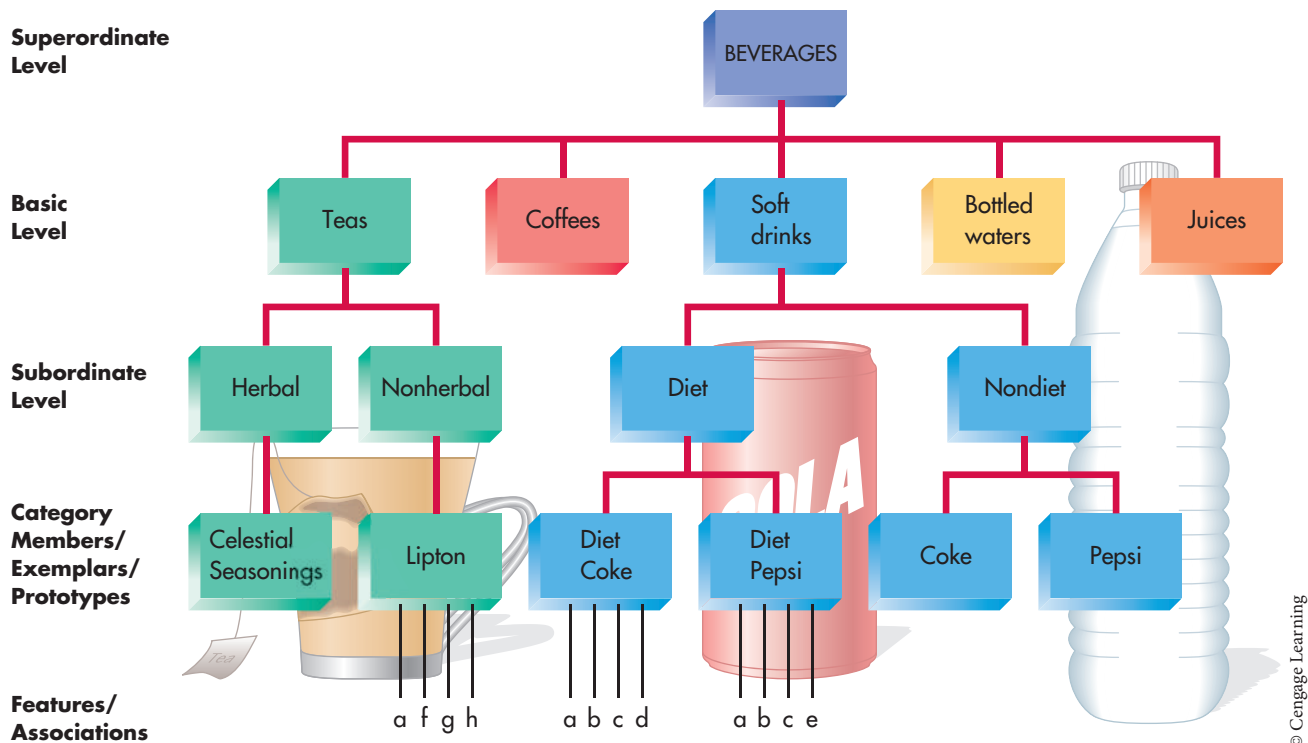 Superordinate
Level
BEVERAGES
Basic
Level
Teas
Coffees
Soft
drinks
Bottled
waters
Juices
Subordinate
Level
Herbal
Nonherbal
Diet
Nondiet
COLA
Category
Members/
Exemplars/
Prototypes
Celestial
Seasonings
Lipton
Diet
Coke
Diet
Pepsi
Coke
Pepsi
Tea
Features/
Associations
a f g h
a b c d
a b c e
© Cengage Learning